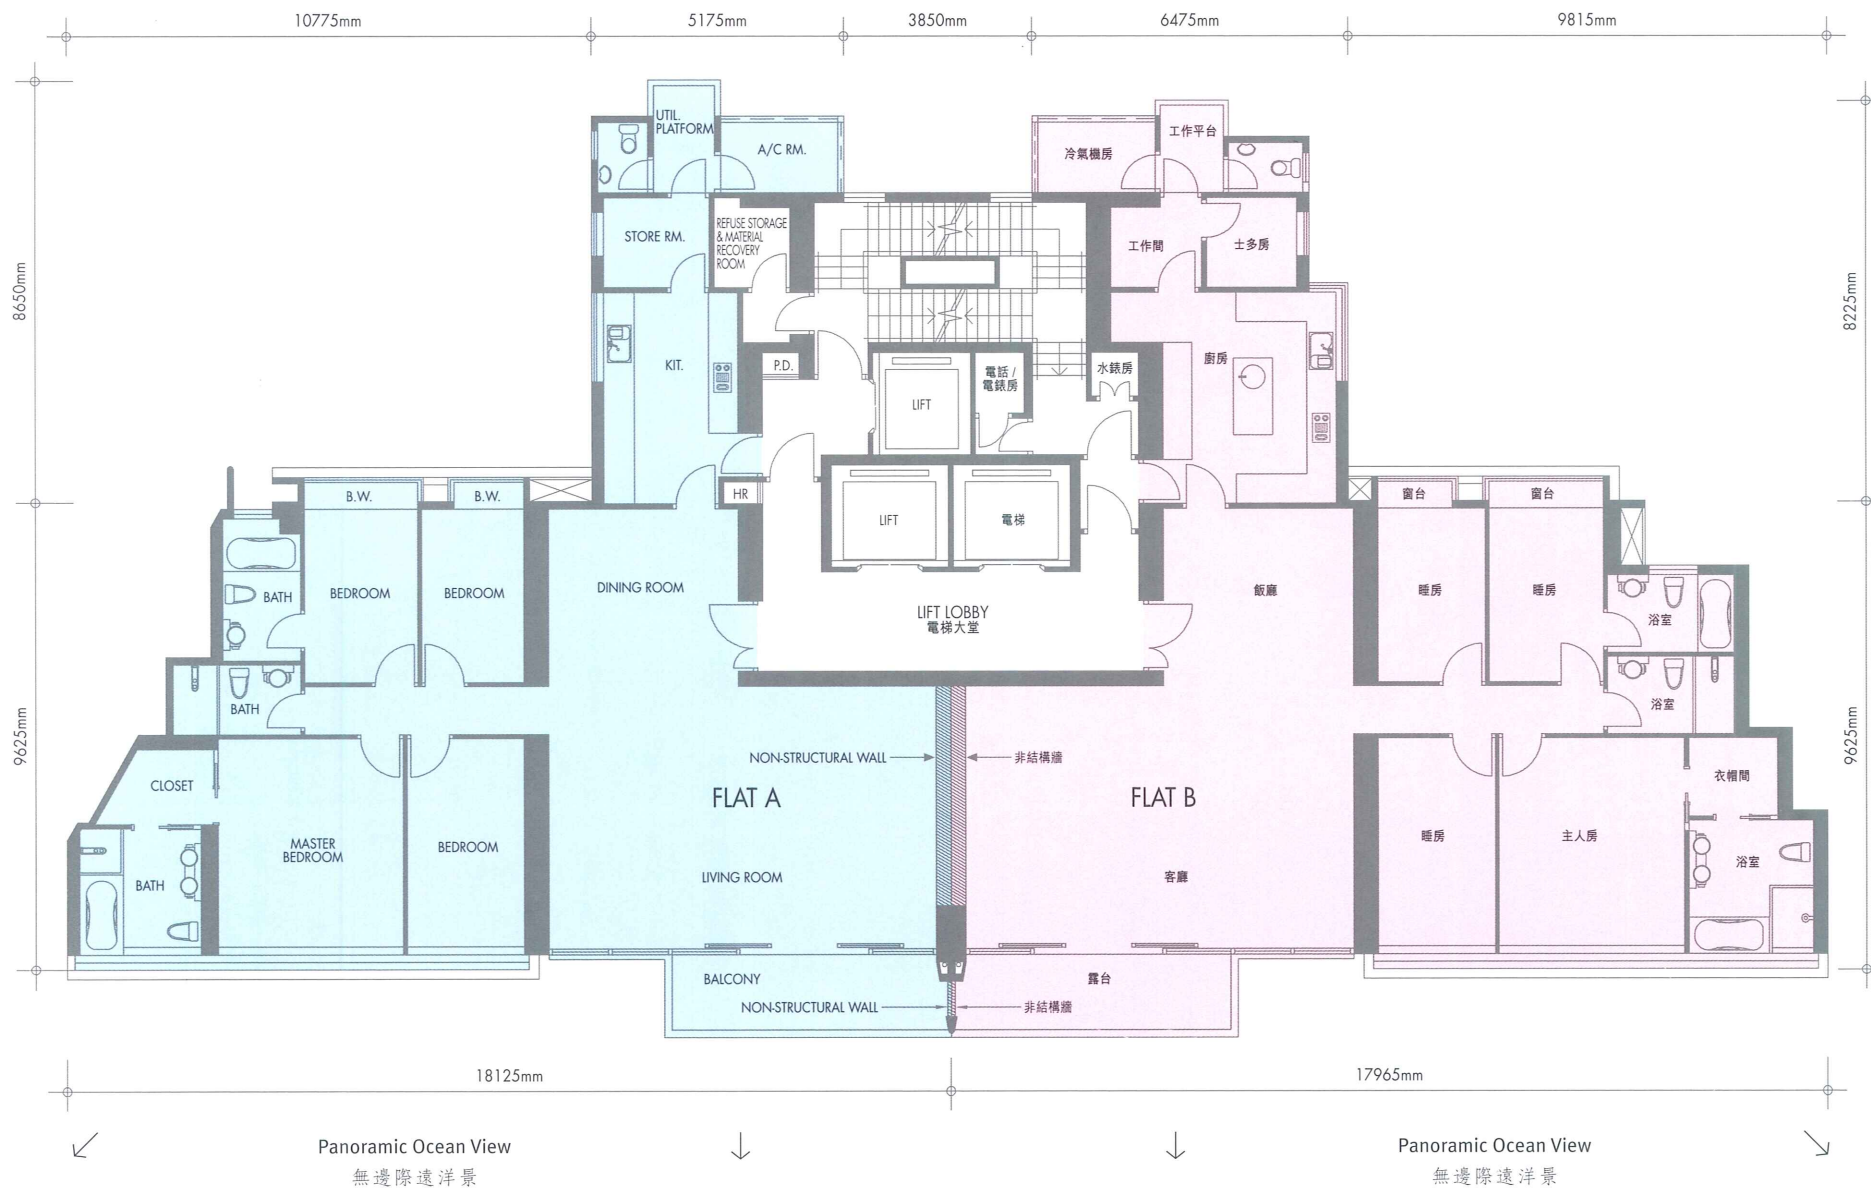 10775mm
5175mm
3850mm
6475mm
9815mm
8650mm
9625mm
8225mm
9625mm
UTIL.
PLATFORM
A/C RM.
冷氣機房
工作平台
STORE RM.
REFUSE STORAGE
& MATERIAL
RECOVERY
ROOM
工作間
士多房
KIT.
P.D.
LIFT
電話 /
電錶房
水錶房
廚房
B.W.
B.W.
HR
LIFT
電梯
窗台
窗台
BATH
BEDROOM
BEDROOM
DINING ROOM
LIFT LOBBY
電梯大堂
飯廳
睡房
睡房
浴室
BATH
浴室
NON-STRUCTURAL WALL
非結構牆
CLOSET
FLAT A
FLAT B
衣帽間
MASTER
BEDROOM
BEDROOM
睡房
主人房
BATH
LIVING ROOM
客廳
浴室
BALCONY
露台
NON-STRUCTURAL WALL
非結構牆
18125mm
17965mm
Panoramic Ocean View
無邊際遠洋景
Panoramic Ocean View
無邊際遠洋景